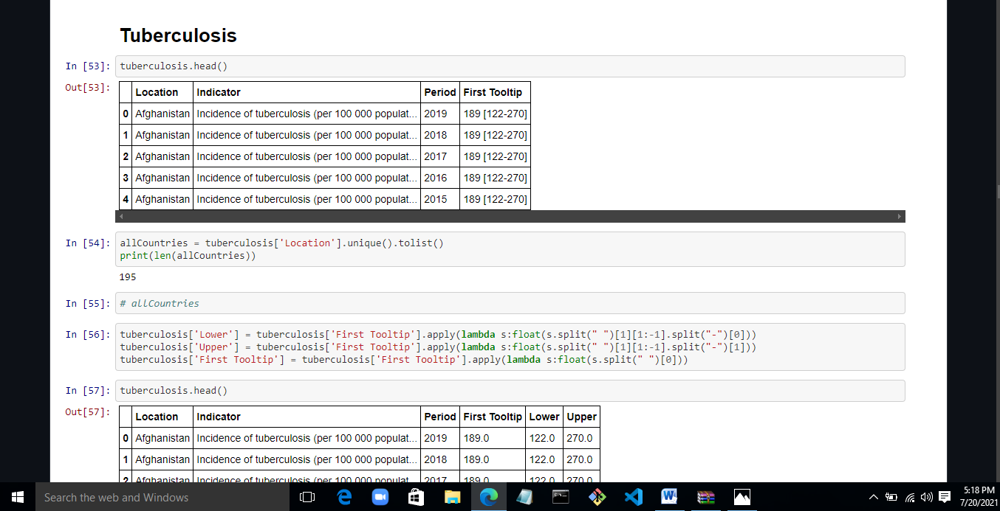 Tuberculosis
In [53]: tuberculosis.head()
Out[53]:
Location Indicator Period First Tooltip
0 Afghanistan Incidence of tuberculosis (per 100 000 populat... 2019 189 [122-270]
1 Afghanistan Incidence of tuberculosis (per 100 000 populat... 2018 189 [122-270]
2 Afghanistan Incidence of tuberculosis (per 100 000 populat... 2017 189 [122-270]
3 Afghanistan Incidence of tuberculosis (per 100 000 populat... 2016 189 [122-270]
4 Afghanistan Incidence of tuberculosis (per 100 000 populat... 2015 189 [122-270]
In [54]: allCountries = tuberculosis['Location'].unique().tolist()
print(len(allCountries))
195
In [55]: # allCountries
In [56]: tuberculosis['Lower'] = tuberculosis['First Tooltip'].apply(lambda s:float(s.split(" ")[1][1:-1].split("-")[0]))
tuberculosis['Upper'] = tuberculosis['First Tooltip'].apply(lambda s:float(s.split(" ")[1][1:-1].split("-")[1]))
tuberculosis['First Tooltip'] = tuberculosis['First Tooltip'].apply(lambda s:float(s.split(" ")[0]))
In [57]: tuberculosis.head()
Out[57]:
Location Indicator Period First Tooltip Lower Upper
0 Afghanistan Incidence of tuberculosis (per 100 000 populat... 2019 189.0 122.0 270.0
1 Afghanistan Incidence of tuberculosis (per 100 000 populat... 2018 189.0 122.0 270.0
2 Afghanistan Incidence of tuberculosis (per 100 000 populat... 2017 189.0 122.0 270.0
Search the web and Windows
5:18 PM
7/20/2021